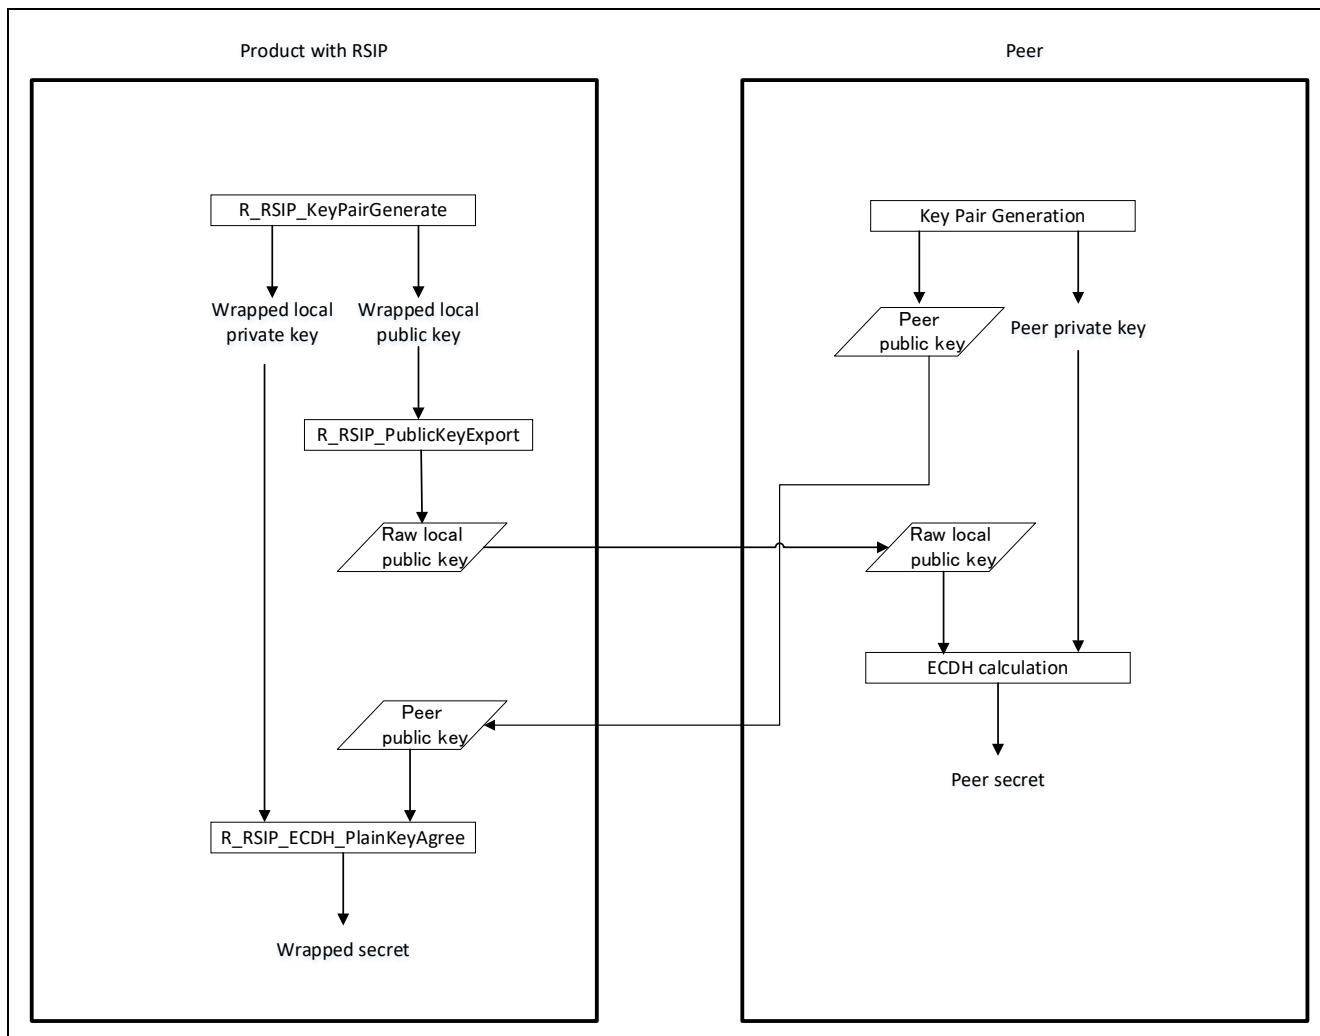 Product with RSIP
Peer
R_RSIP_KeyPairGenerate
Wrapped local
private key
Wrapped local
public key
R_RSIP_PublicKeyExport
Raw local
public key
Peer
public key
R_RSIP_ECDH_PlainKeyAgree
Wrapped secret
Key Pair Generation
Peer
public key
Peer private key
Raw local
public key
ECDH calculation
Peer secret